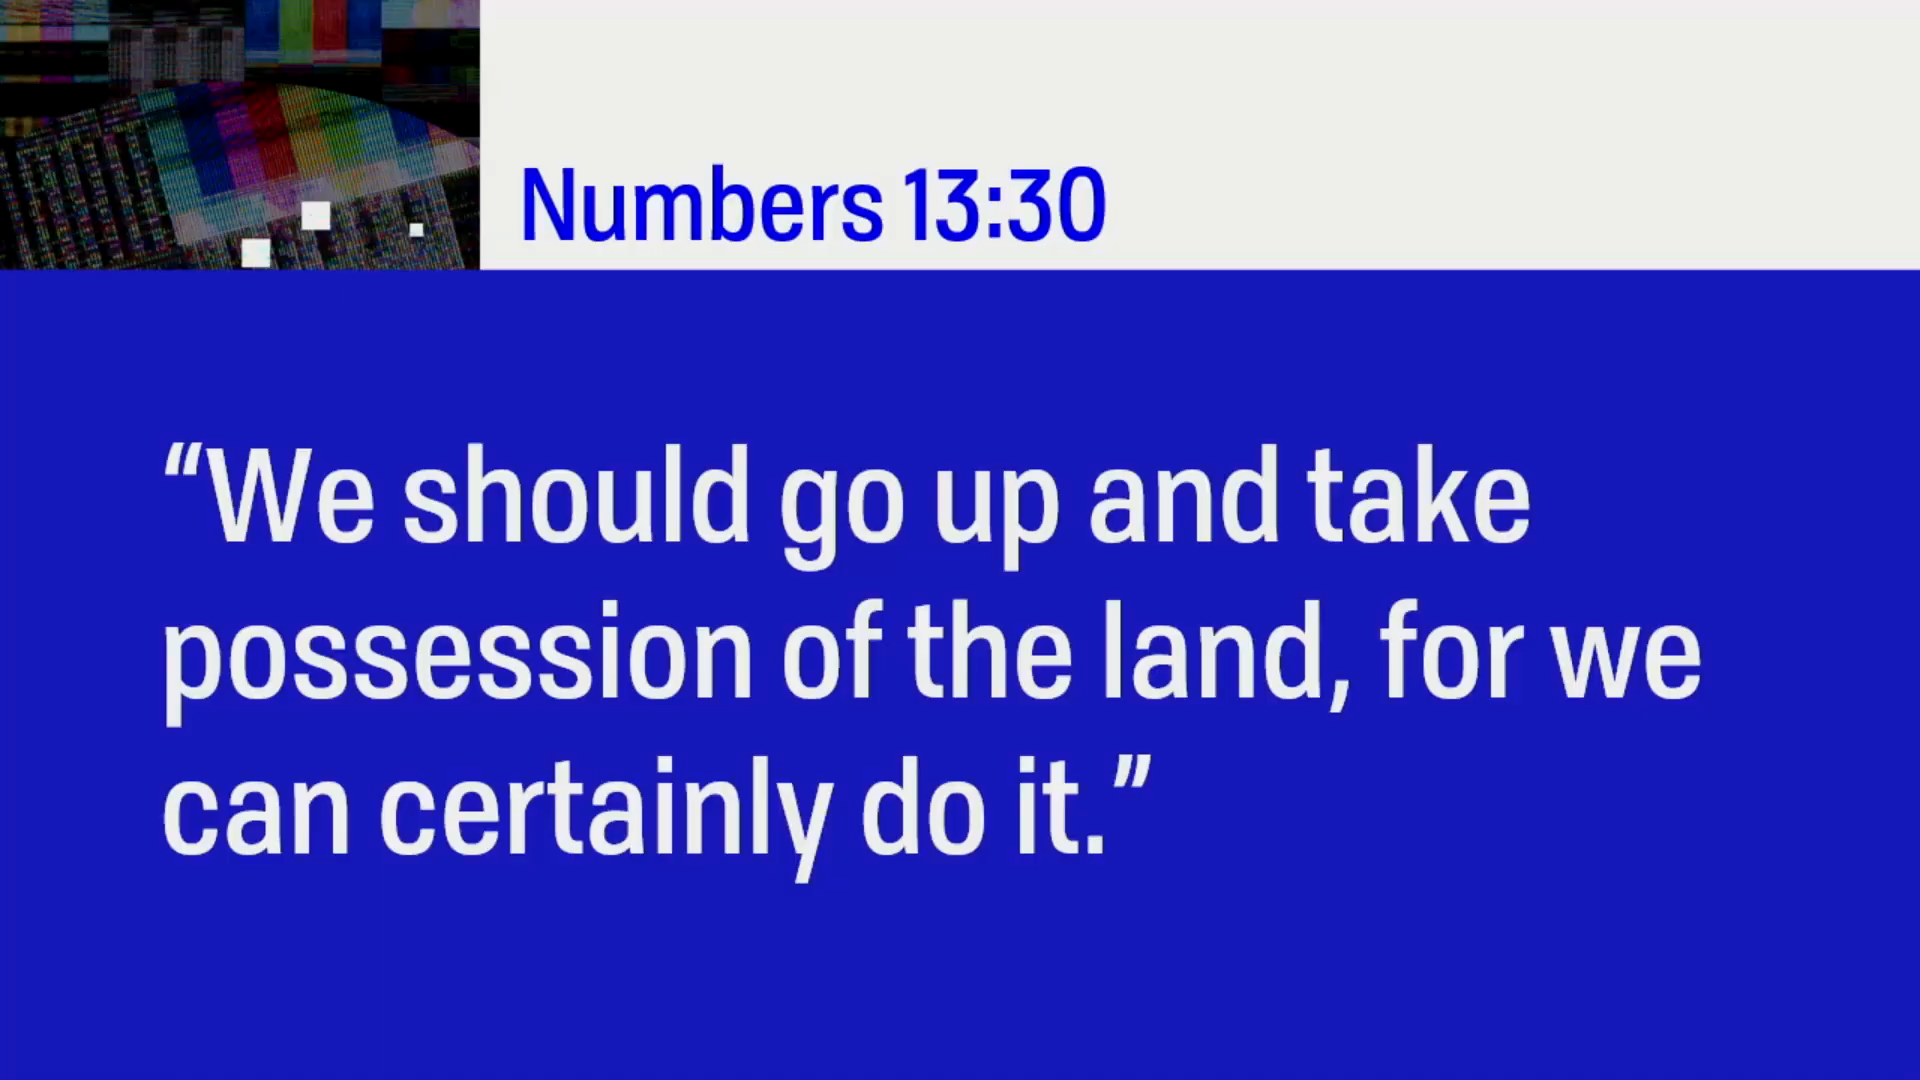 Numbers 13:30
“We should go up and take
possession of the land, for we
can certainly do it.”